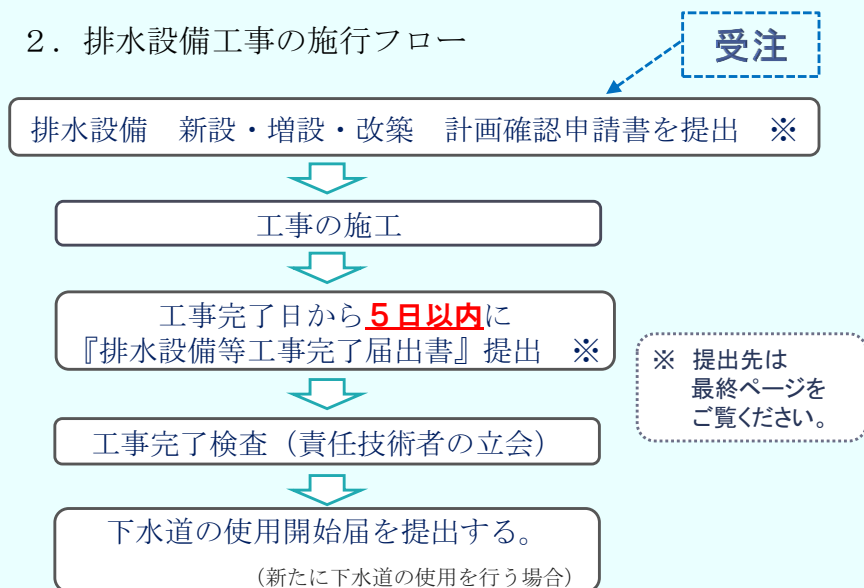 ２．排水設備工事の施行フロー
受注
排水設備　新設・増設・改築　計画確認申請書を提出　※
工事の施工
工事完了日から５日以内に
『排水設備等工事完了届出書』提出　※
※　提出先は
最終ページを
ご覧ください。
工事完了検査（責任技術者の立会）
下水道の使用開始届を提出する。
（新たに下水道の使用を行う場合）